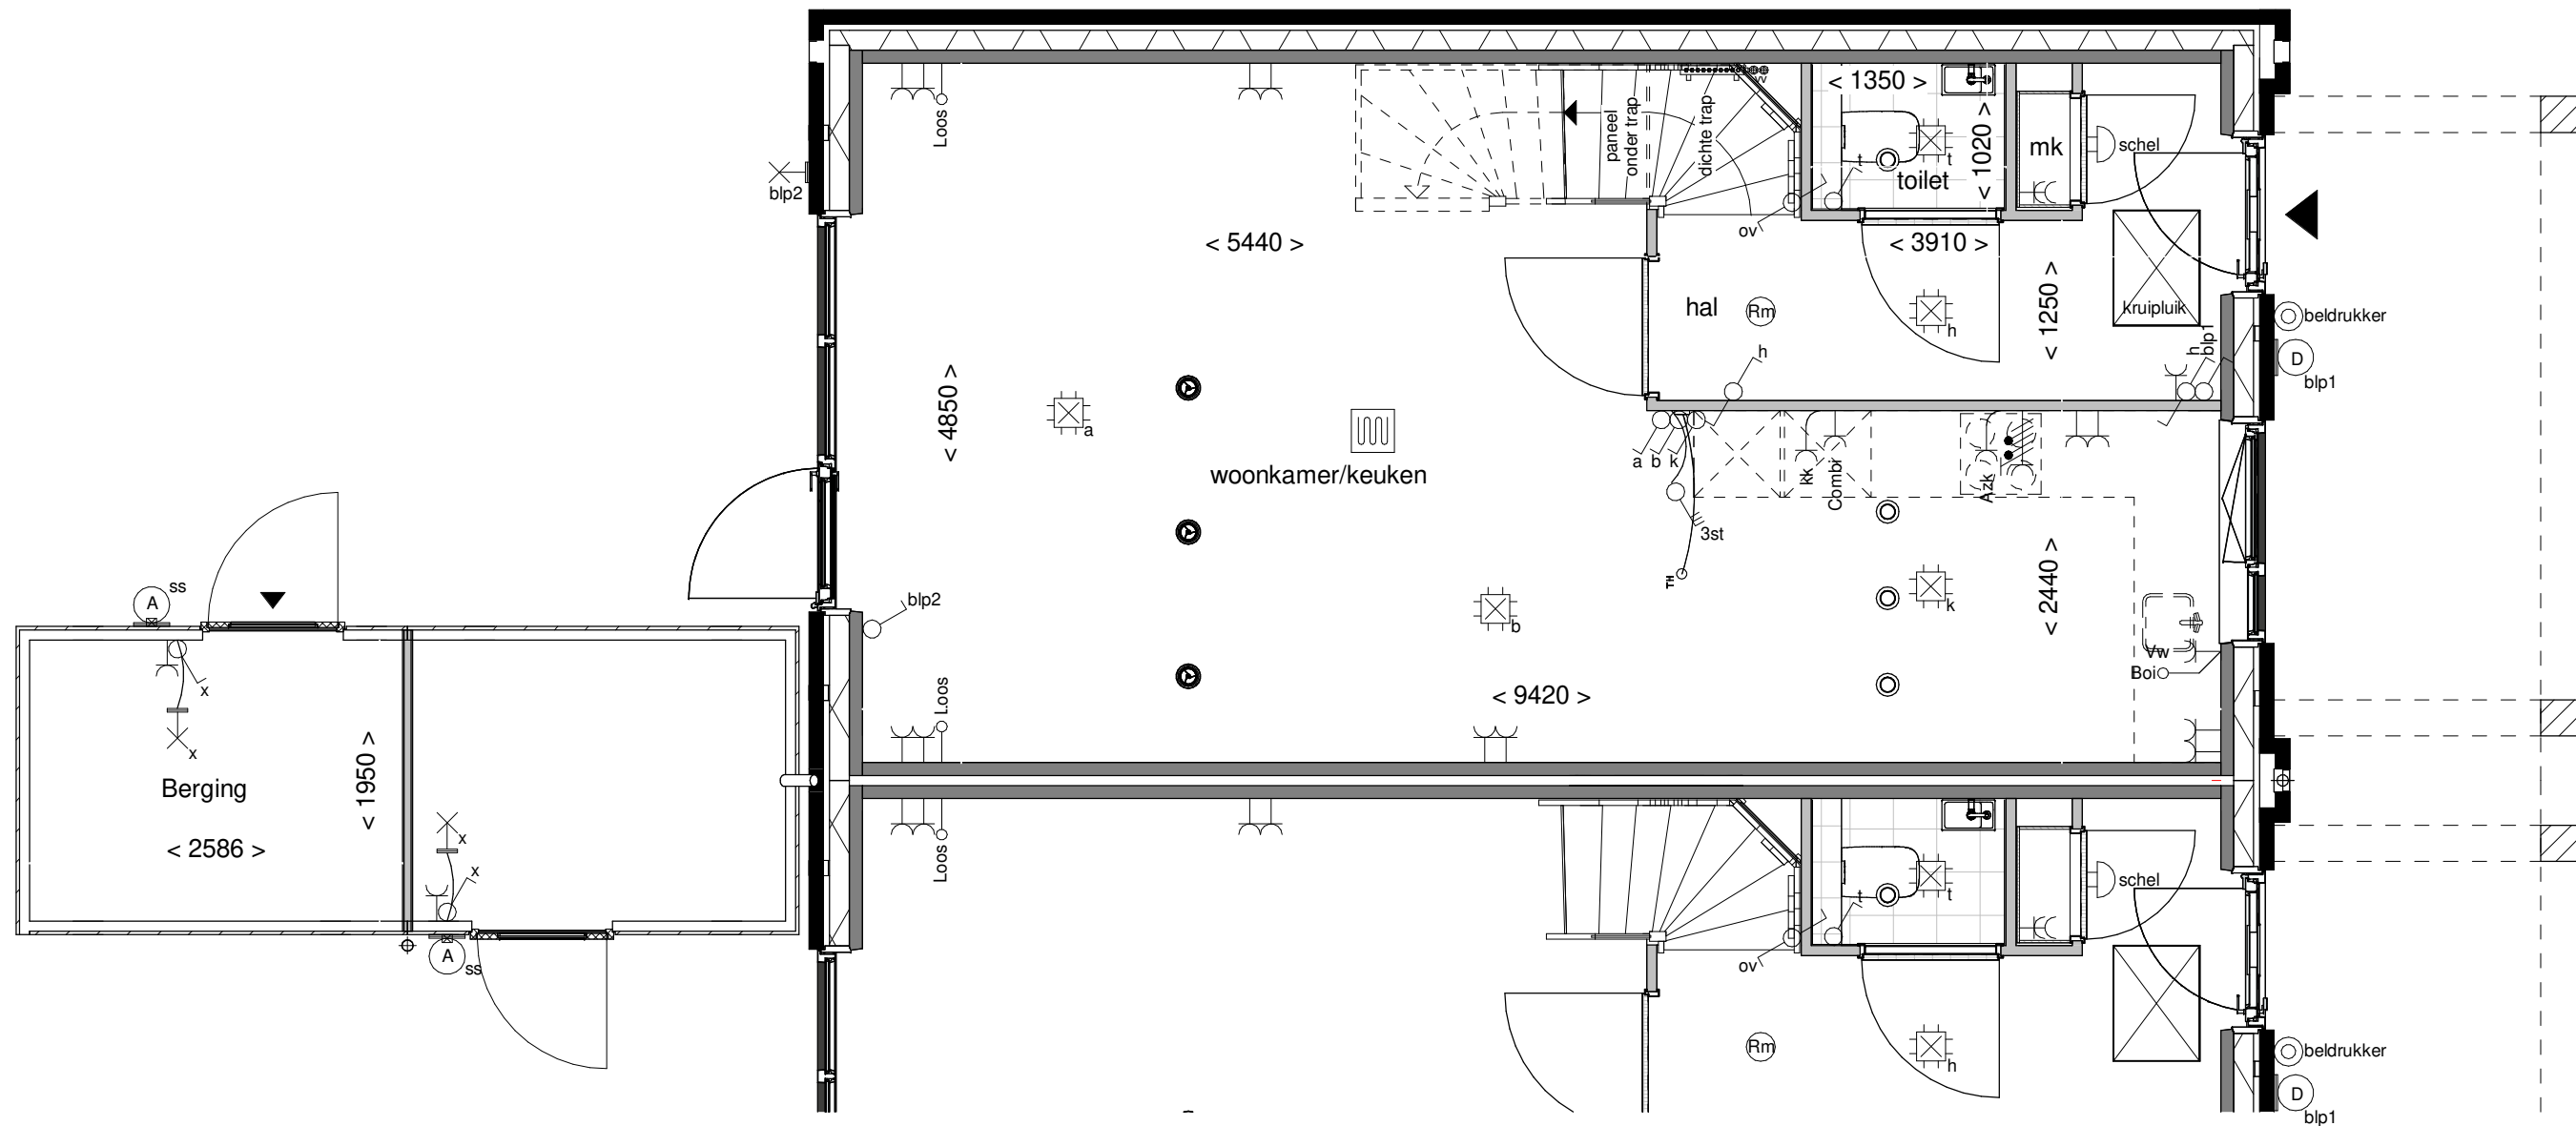 < 1350 >
< 1020 >
Loos
paneel
onder trap
dichte trap
t
t
toilet
mk
schel
blp2
ov
< 5440 >
< 3910 >
hal
Rm
h
< 1250 >
kruipluik
beldrukker
D
blp1
h
h
blp1
< 4850 >
a
woonkamer/keuken
a
b
k
kk
Combi
Azk
3st
TH
k
< 2440 >
b
blp2
A
ss
x
x
Berging
< 1950 >
< 2586 >
Vw
Boi
Loos
< 9420 >
x
x
A
ss
Loos
t
t
schel
ov
Rm
h
beldrukker
D
blp1